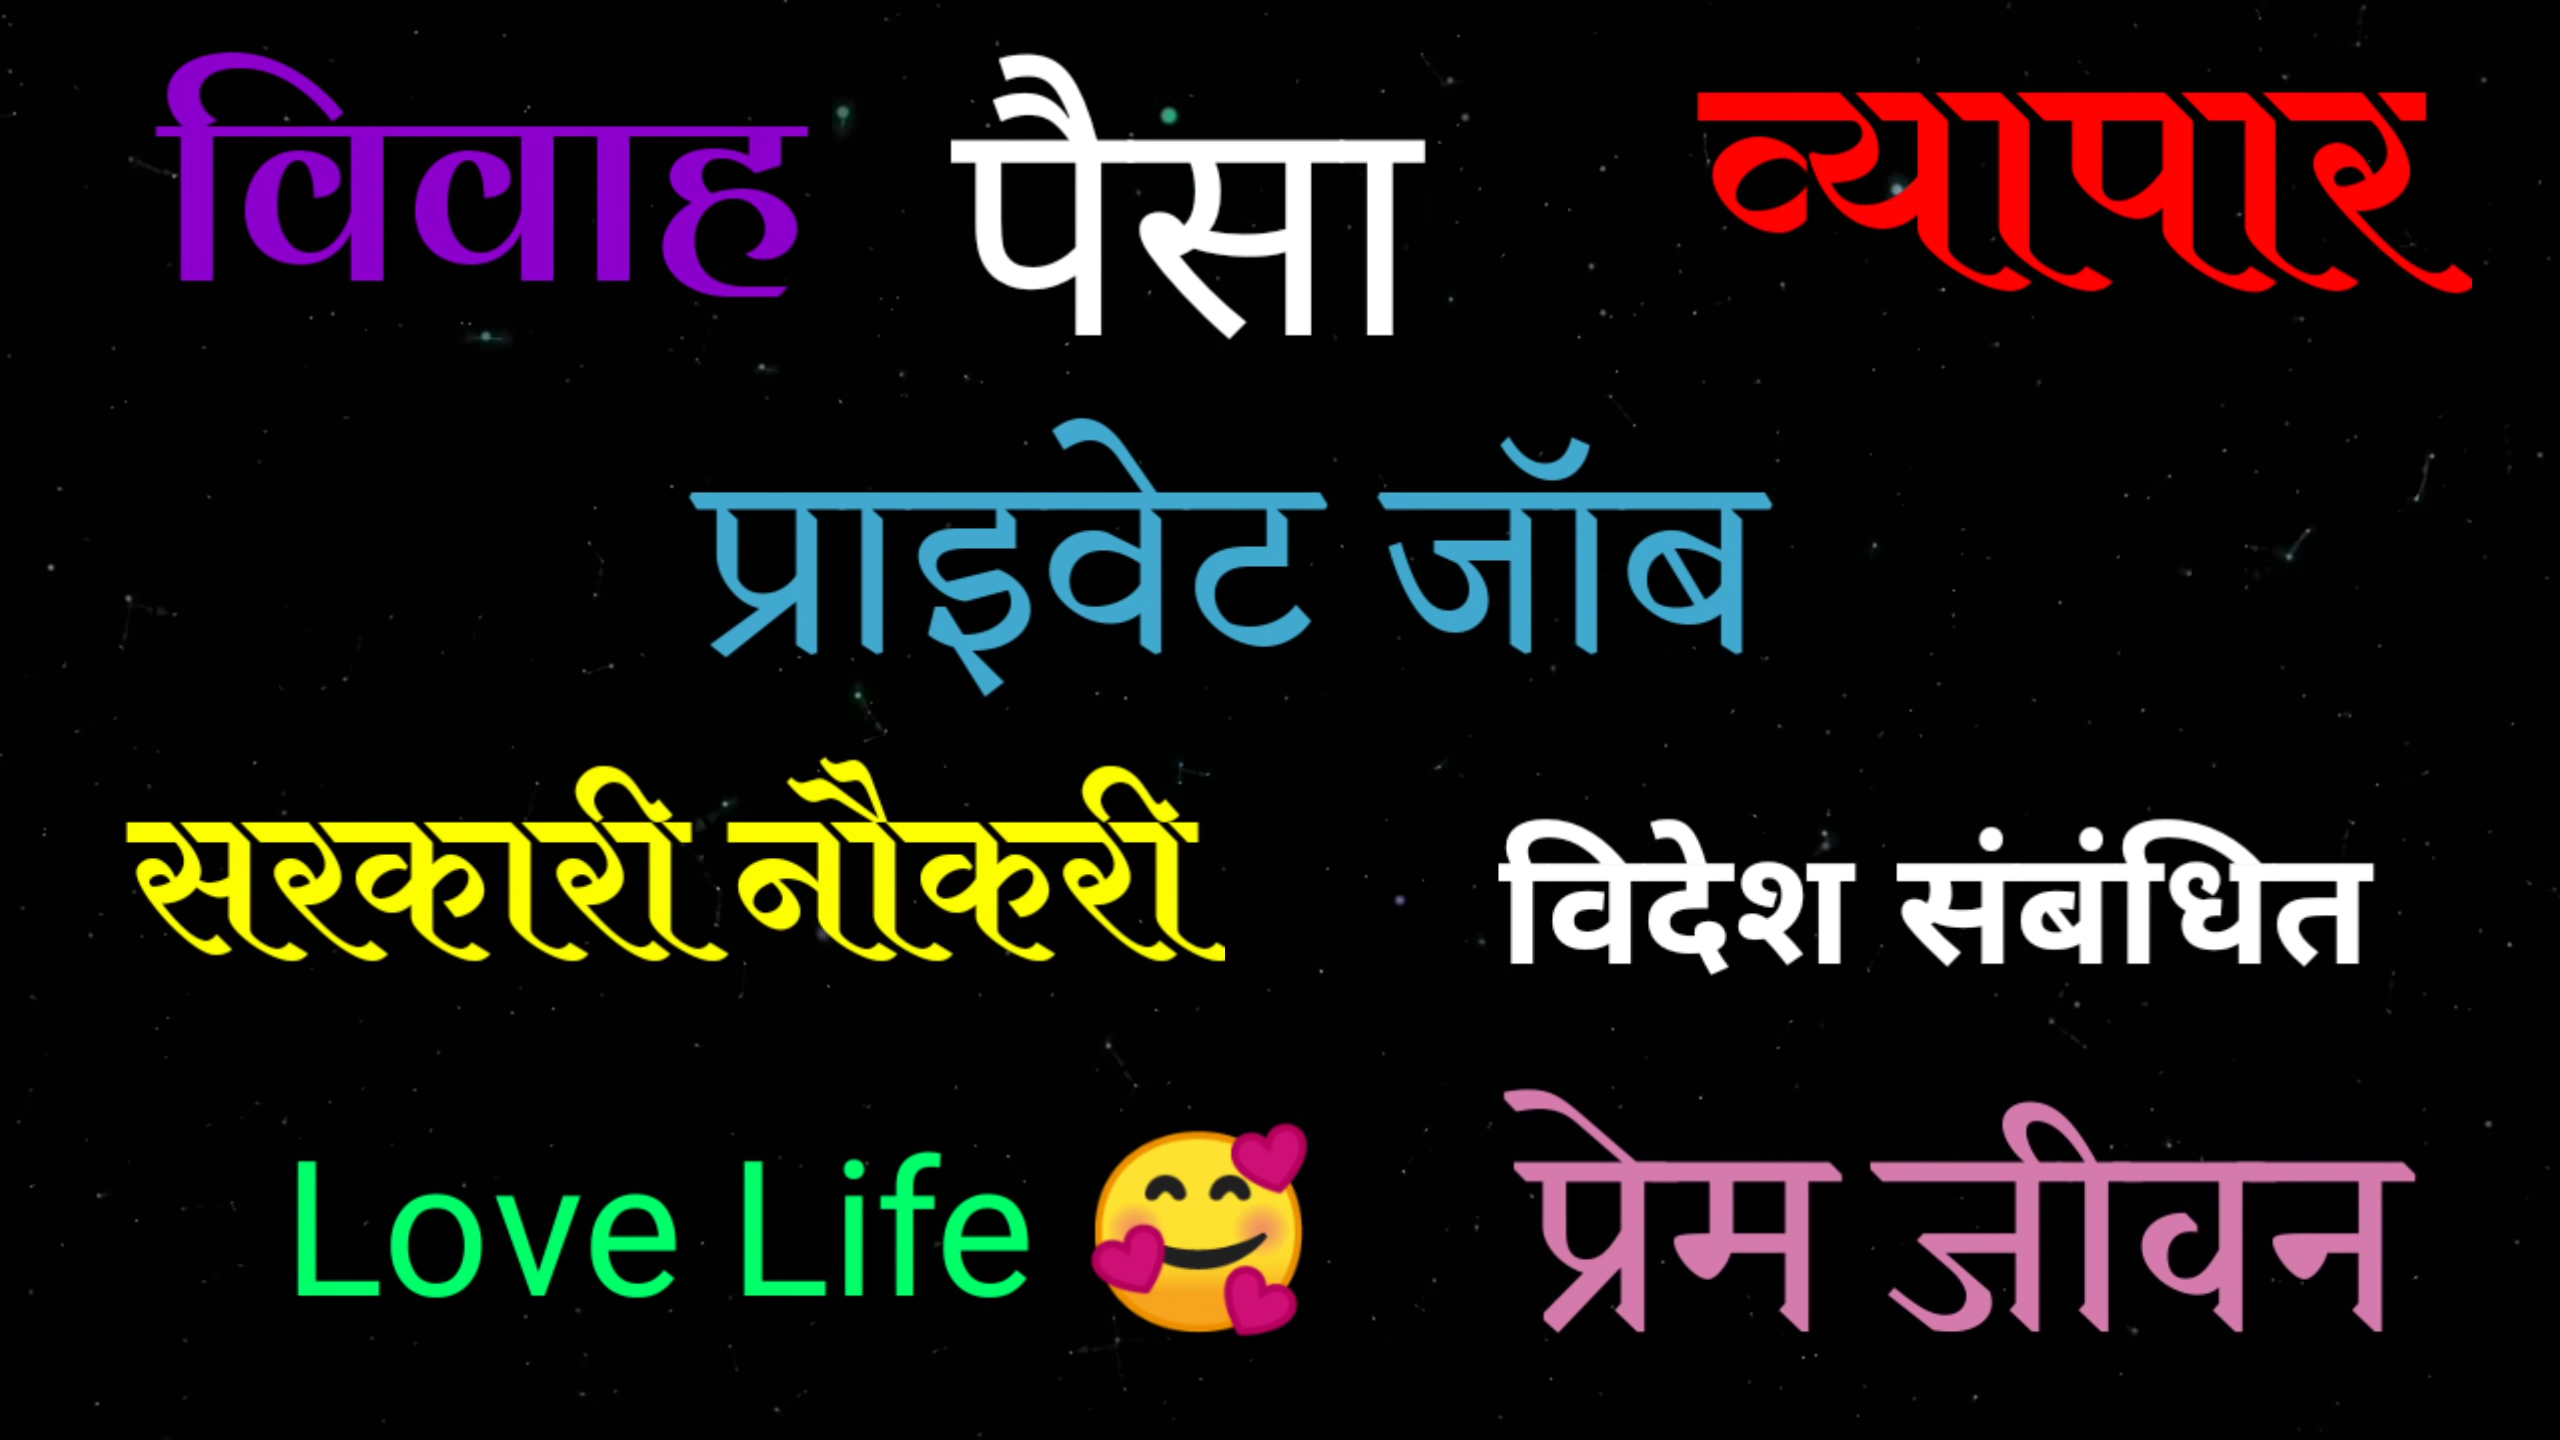 विवाह पैसा व्यापार
प्राइवेट जॉब
सरकारी नौकरी विदेश संबंधित
Love Life 🥰 प्रेम जीवन